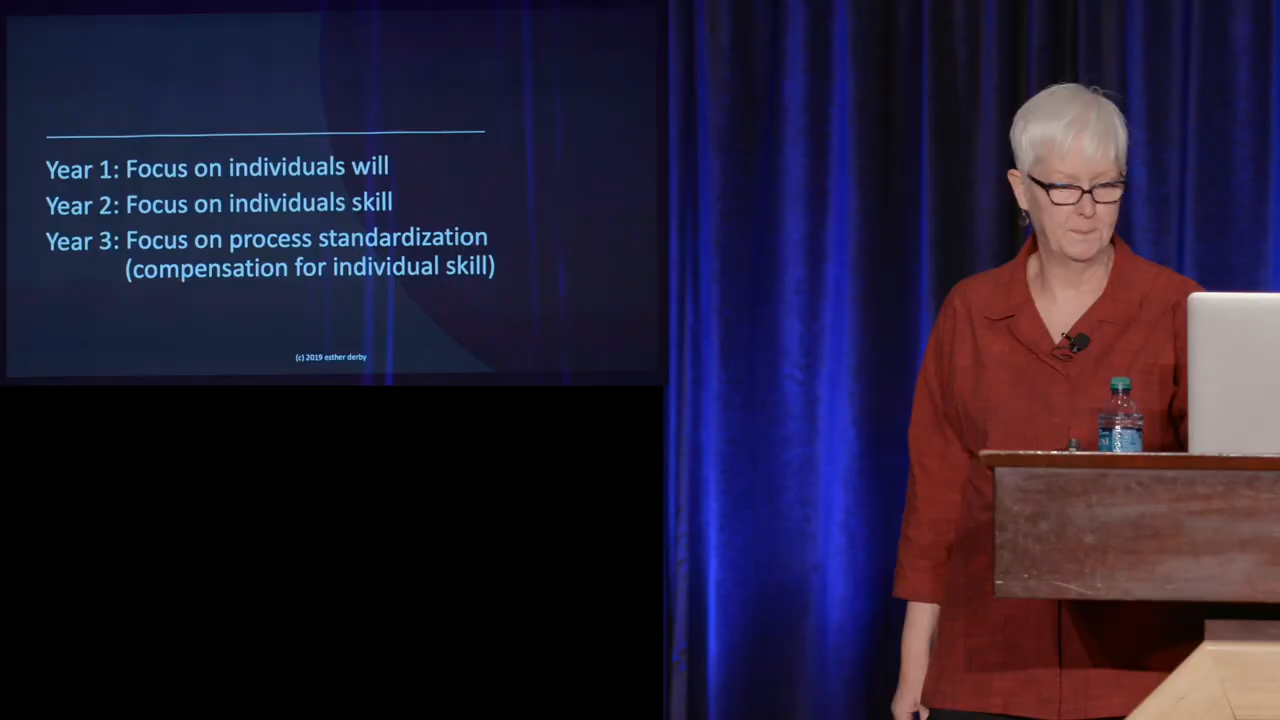 Year 1: Focus on individuals will
Year 2: Focus on individuals skill
Year 3: Focus on process standardization
(compensation for individual skill)
(c) 2019 esther derby